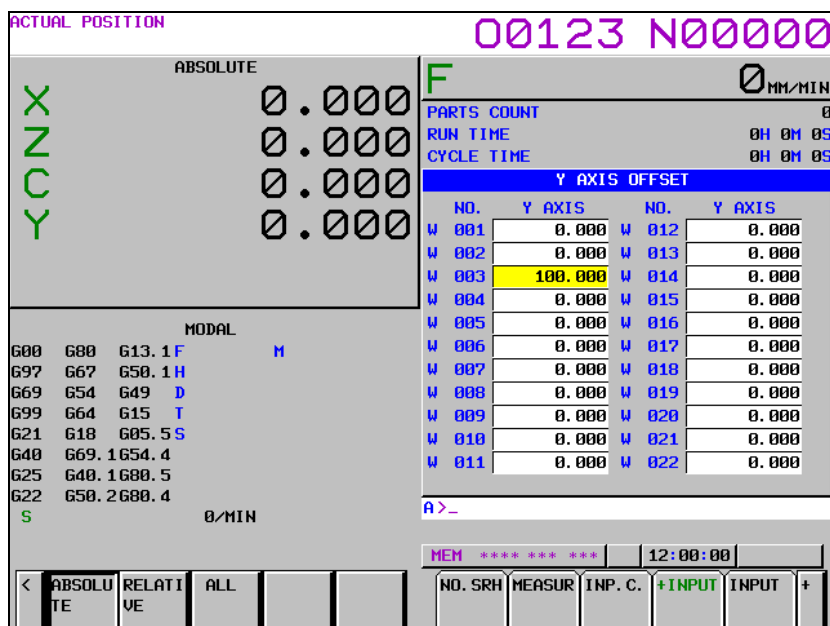 ACTUAL POSITION O0123 N00000
ABSOLUTE
X 0.000
Z 0.000
C 0.000
Y 0.000
F 0 MM/MIN
PARTS COUNT 0
RUN TIME 0H 0M 0S
CYCLE TIME 0H 0M 0S
Y AXIS OFFSET
NO. Y AXIS NO. Y AXIS
W 001 0.000 W 012 0.000
W 002 0.000 W 013 0.000
W 003 100.000 W 014 0.000
W 004 0.000 W 015 0.000
W 005 0.000 W 016 0.000
W 006 0.000 W 017 0.000
W 007 0.000 W 018 0.000
W 008 0.000 W 019 0.000
W 009 0.000 W 020 0.000
W 010 0.000 W 021 0.000
W 011 0.000 W 022 0.000
MODAL
G00 G80 G13.1 F M
G97 G67 G50.1 H
G69 G54 G49 D
G99 G64 G15 T
G21 G18 G05.5 S
G40 G69.1 G54.4
G25 G40.1 G80.5
G22 G50.2 G80.4
S 0/MIN
A>_
MEM **** *** *** 12:00:00
< ABSOLUTE RELATIVE ALL
NO.SRH MEASUR INP.C. +INPUT INPUT +